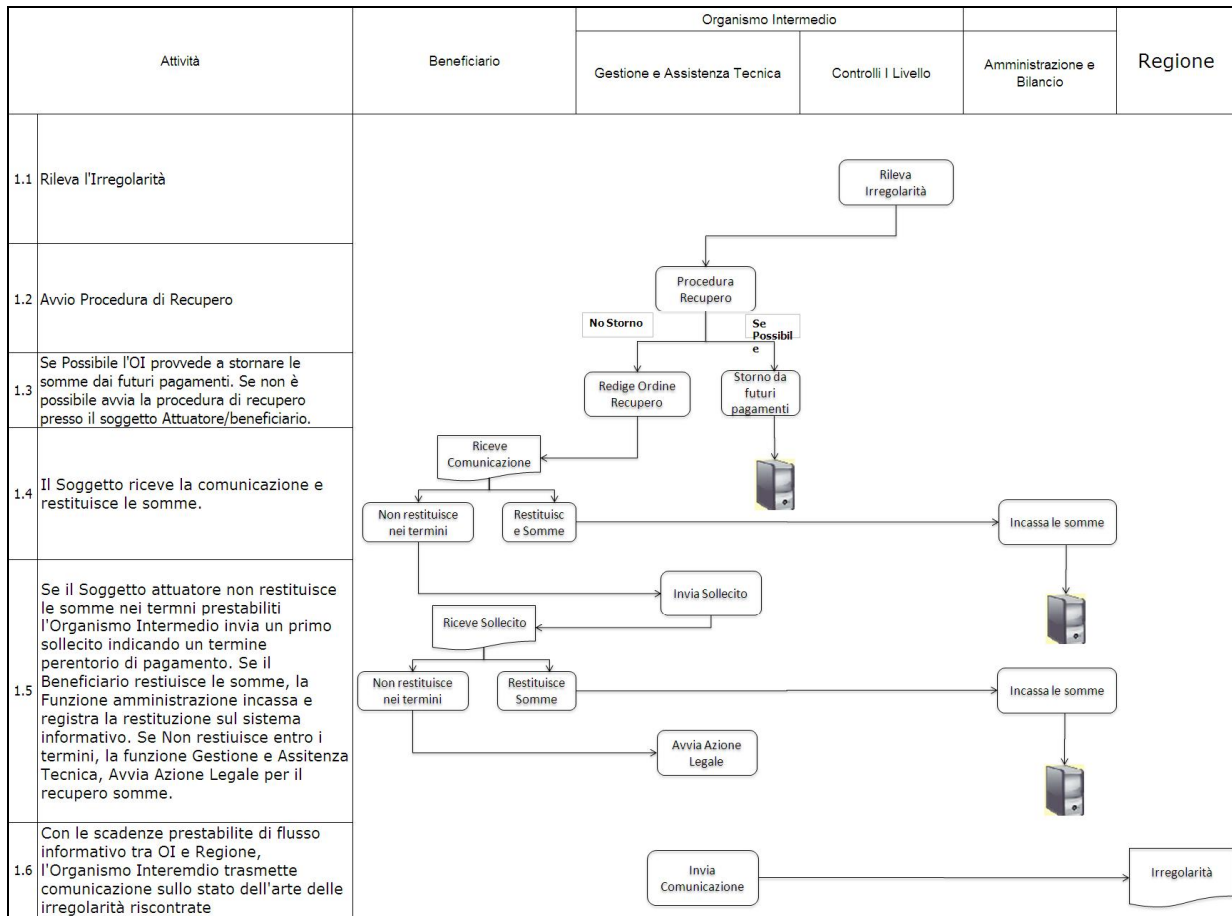 Attività
Beneficiario
Organismo Intermedio
Gestione e Assistenza Tecnica
Controlli I Livello
Amministrazione e
Bilancio
Regione
1.1
Rileva l'Irregolarità
Rileva
Irregolarità
1.2
Avvio Procedura di Recupero
Procedura
Recupero
No Storno
Se
Possibil
e
1.3
Se Possibile l'OI provvede a stornare le
somme dai futuri pagamenti. Se non è
possibile avvia la procedura di recupero
presso il soggetto Attuatore/beneficiario.
Redige Ordine
Recupero
Storno da
futuri
pagamenti
1.4
Il Soggetto riceve la comunicazione e
restituisce le somme.
Riceve
Comunicazione
Non restituisce
nei termini
Restituisc
e Somme
Incassa le somme
1.5
Se il Soggetto attuatore non restituisce
le somme nei termni prestabiliti
l'Organismo Intermedio invia un primo
sollecito indicando un termine
perentorio di pagamento. Se il
Beneficiario restiuisce le somme, la
Funzione amministrazione incassa e
registra la restituzione sul sistema
informativo. Se Non restiuisce entro i
termini, la funzione Gestione e Assitenza
Tecnica, Avvia Azione Legale per il
recupero somme.
Invia Sollecito
Riceve Sollecito
Non restituisce
nei termini
Restituisce
Somme
Incassa le somme
Avvia Azione
Legale
1.6
Con le scadenze prestabilite di flusso
informativo tra OI e Regione,
l'Organismo Interemdio trasmette
comunicazione sullo stato dell'arte delle
irregolarità riscontrate
Invia
Comunicazione
Irregolarità